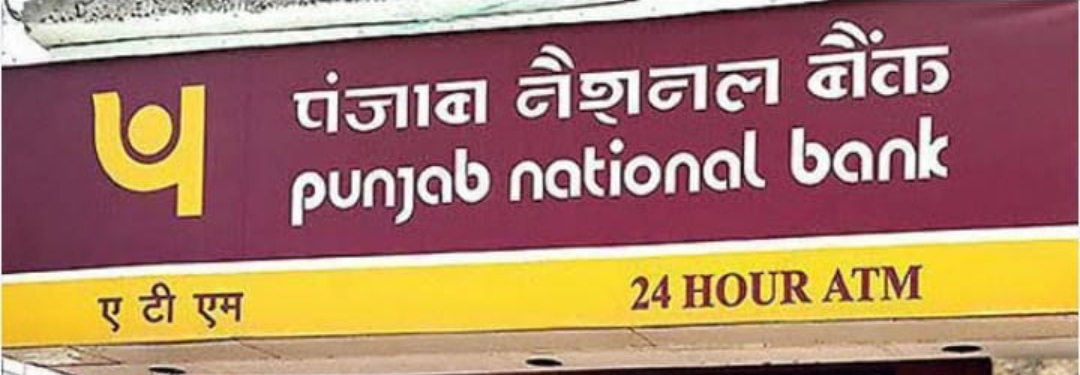 पंजाब नैशनल बैंक
punjab national bank
ए टी एम 24 HOUR ATM